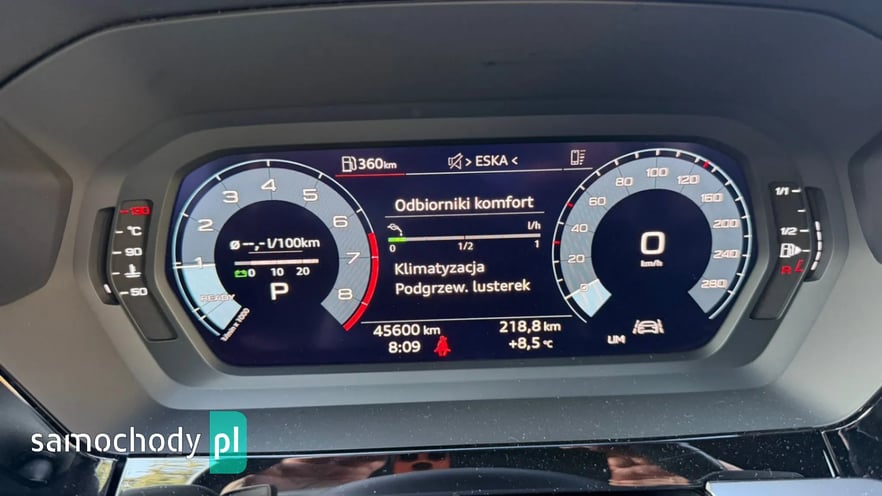 360km > ESKA <
Odbiorniki komfort
l/h
0 1/2 1
Klimatyzacja
Podgrzew. lusterek
45600 km 218,8 km
8:09 +8,5 °C
1 2 3 4 5 6 7 8
READY
1/min x 1000
Ø --,- l/100km
0 10 20
P
0 20 40 60 80 100 120 160 200 240 280
0
km/h
LIM
130
°C
90
50
1/1
1/2
R
samochody pl